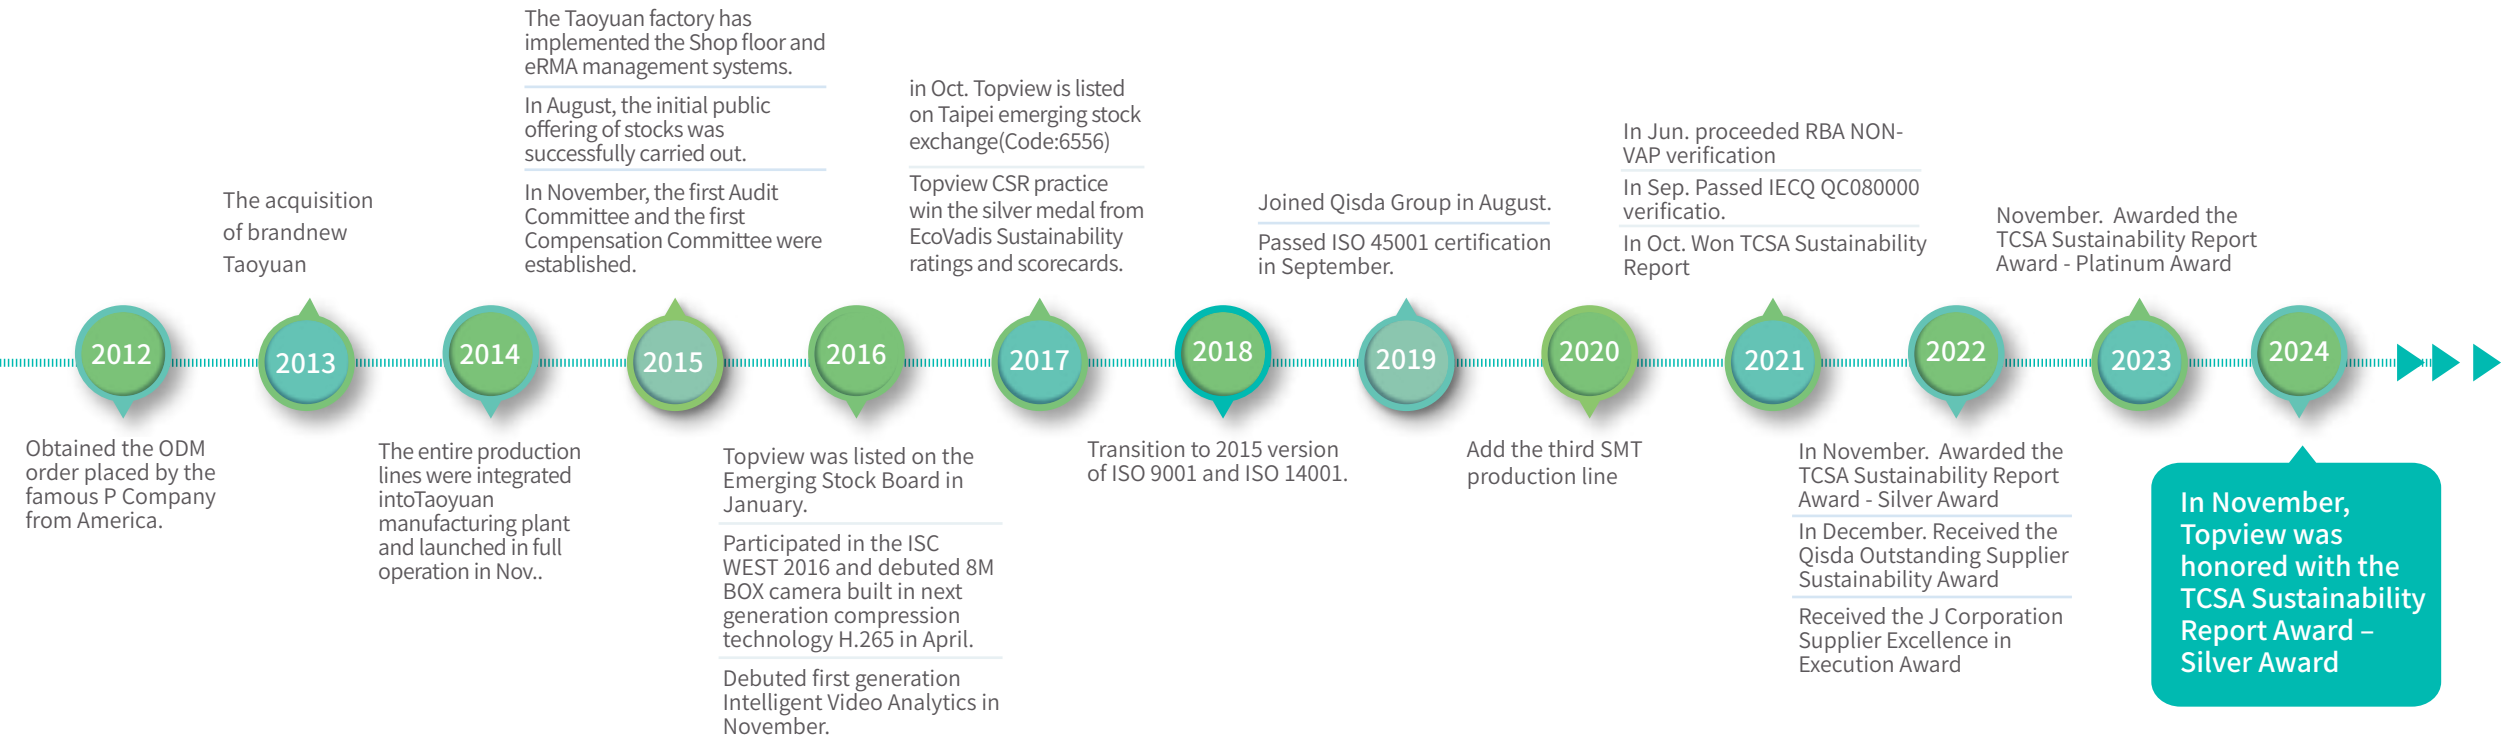 2012
Obtained the ODM
order placed by the
famous P Company
from America.
The acquisition
of brandnew
Taoyuan
2013
2014
The entire production
lines were integrated
intoTaoyuan
manufacturing plant
and launched in full
operation in Nov..
The Taoyuan factory has
implemented the Shop floor and
eRMA management systems.
In August, the initial public
offering of stocks was
successfully carried out.
In November, the first Audit
Committee and the first
Compensation Committee were
established.
2015
2016
Topview was listed on the
Emerging Stock Board in
January.
Participated in the ISC
WEST 2016 and debuted 8M
BOX camera built in next
generation compression
technology H.265 in April.
Debuted first generation
Intelligent Video Analytics in
November.
in Oct. Topview is listed
on Taipei emerging stock
exchange(Code:6556)
Topview CSR practice
win the silver medal from
EcoVadis Sustainability
ratings and scorecards.
2017
2018
Transition to 2015 version
of ISO 9001 and ISO 14001.
Joined Qisda Group in August.
Passed ISO 45001 certification
in September.
2019
2020
Add the third SMT
production line
In Jun. proceeded RBA NON-
VAP verification
In Sep. Passed IECQ QC080000
verificatio.
In Oct. Won TCSA Sustainability
Report
2021
2022
In November.  Awarded the
TCSA Sustainability Report
Award - Silver Award
In December. Received the
Qisda Outstanding Supplier
Sustainability Award
Received the J Corporation
Supplier Excellence in
Execution Award
November.  Awarded the
TCSA Sustainability Report
Award - Platinum Award
2023
2024
In November,
Topview was
honored with the
TCSA Sustainability
Report Award –
Silver Award